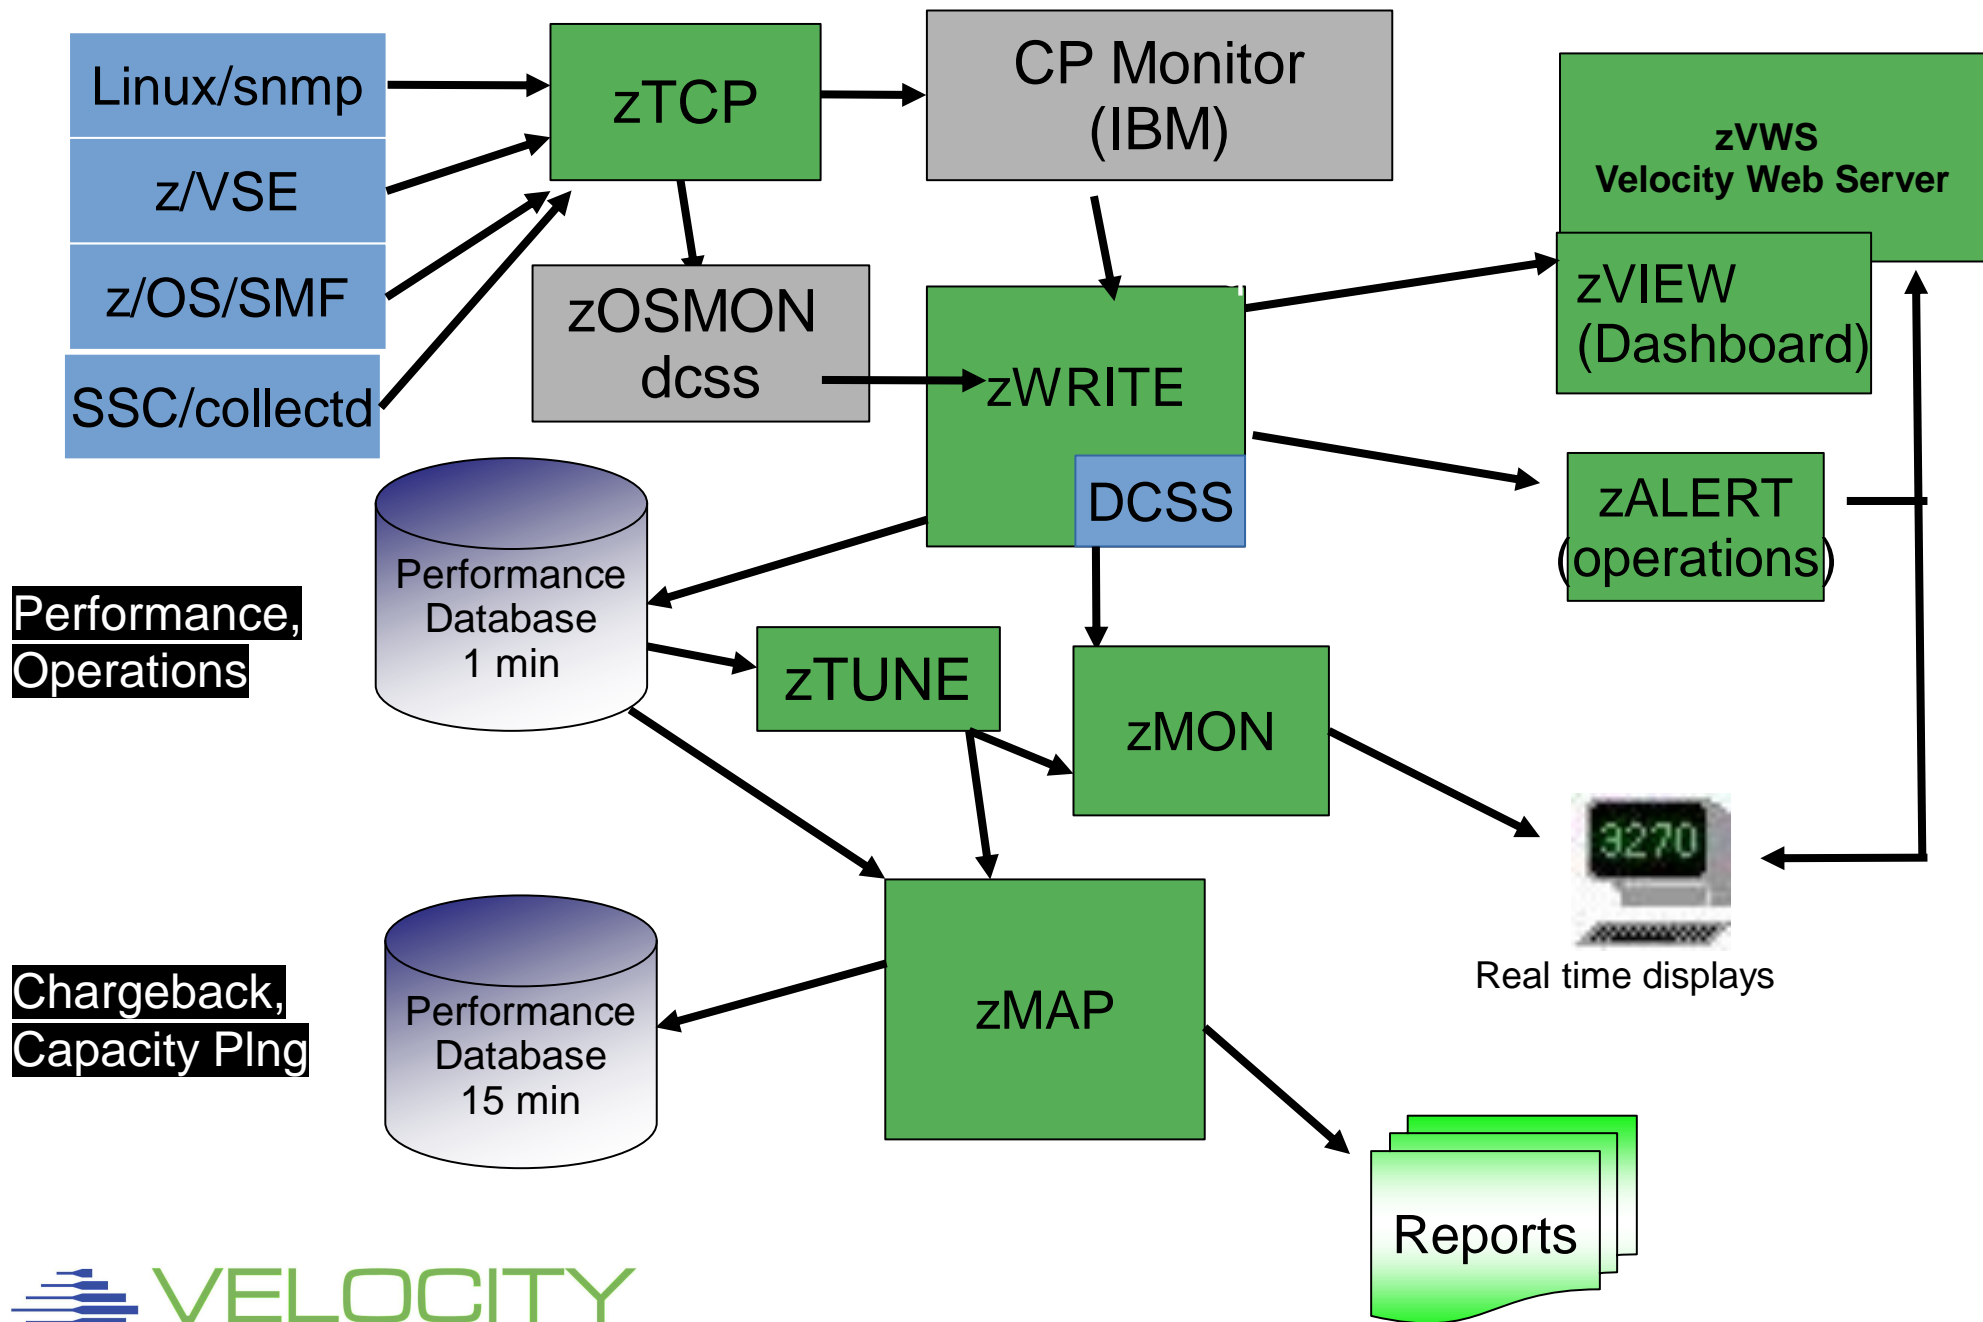 Linux/snmp
z/VSE
z/OS/SMF
SSC/collectd
zTCP
CP Monitor
(IBM)
zVWS
Velocity Web Server
zVIEW
(Dashboard)
zOSMON
dcss
zWRITE
DCSS
zALERT
(operations)
Performance,
Operations
Performance
Database
1 min
zTUNE
zMON
3270
Real time displays
Chargeback,
Capacity Plng
Performance
Database
15 min
zMAP
Reports
VELOCITY